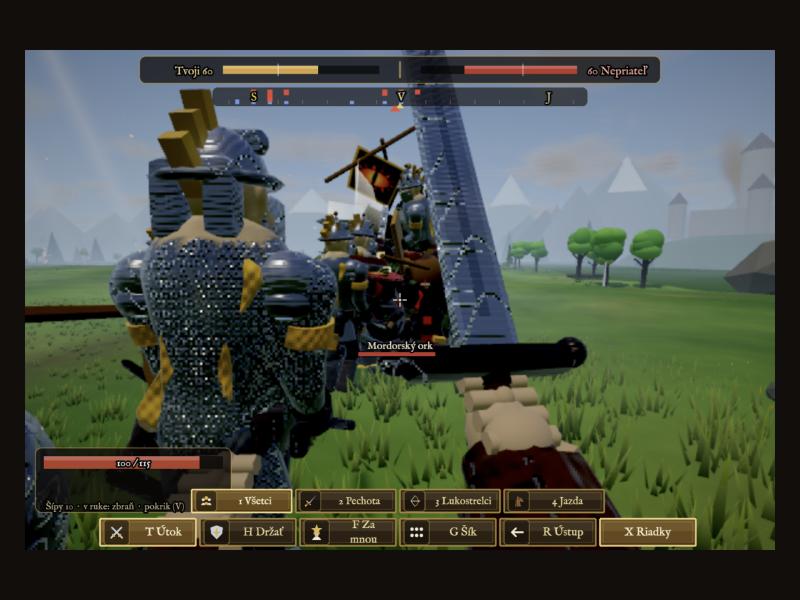 Tvoji 60
60 Nepriateľ
S V J
Mordorský ork
100 / 115
Šípy 10 · v ruke: zbraň · pokrik (V)
1 Všetci
2 Pechota
3 Lukostrelci
4 Jazda
T Útok
H Držať
F Za
mnou
G Šík
R Ústup
X Riadky